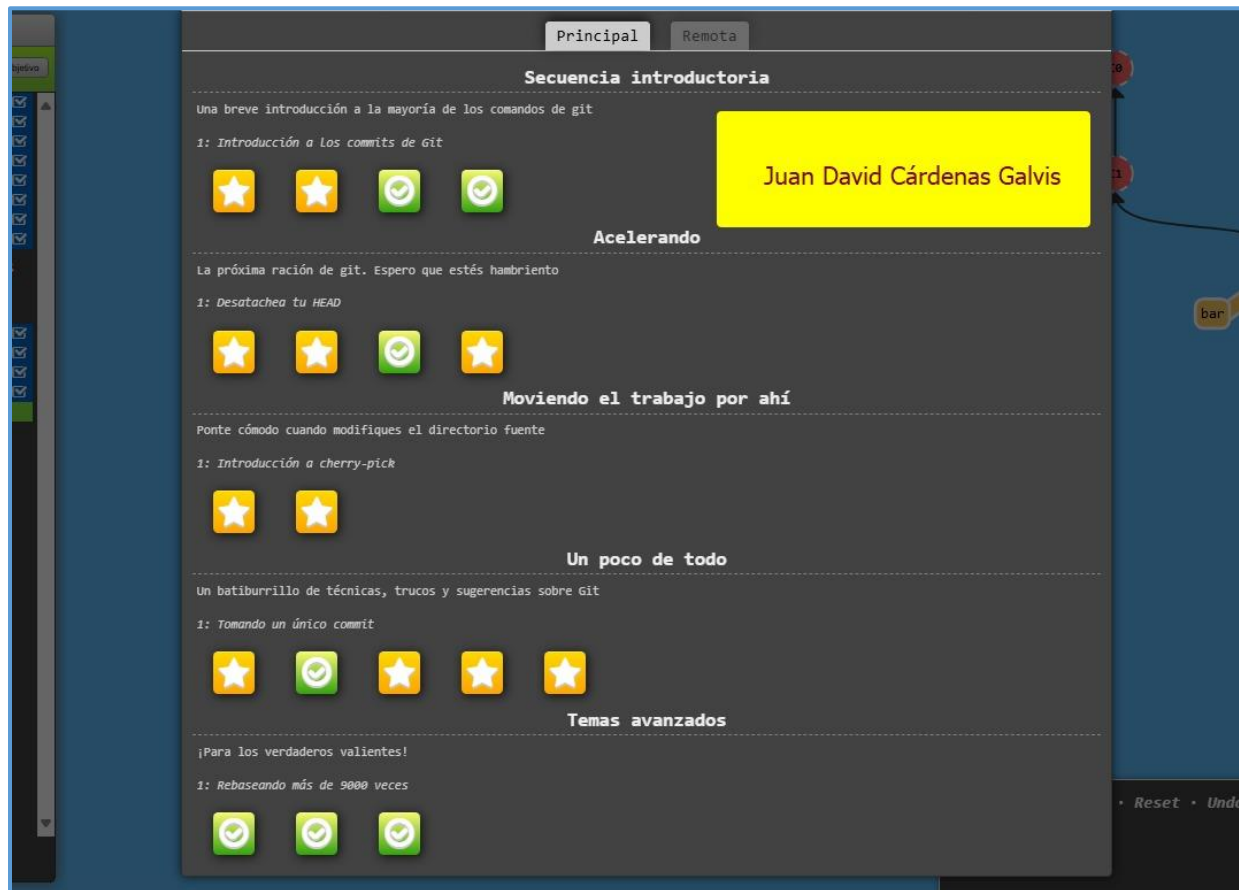 Principal
Remota
bjetivo
Secuencia introductoria
Una breve introducción a la mayoría de los comandos de git
1: Introducción a los commits de Git
Juan David Cárdenas Galvis
Acelerando
La próxima ración de git. Espero que estés hambriento
1: Desatachea tu HEAD
bar
Moviendo el trabajo por ahí
Ponte cómodo cuando modifiques el directorio fuente
1: Introducción a cherry-pick
Un poco de todo
Un batiburrillo de técnicas, trucos y sugerencias sobre Git
1: Tomando un único commit
Temas avanzados
¡Para los verdaderos valientes!
1: Rebaseando más de 9000 veces
· Reset · Undo